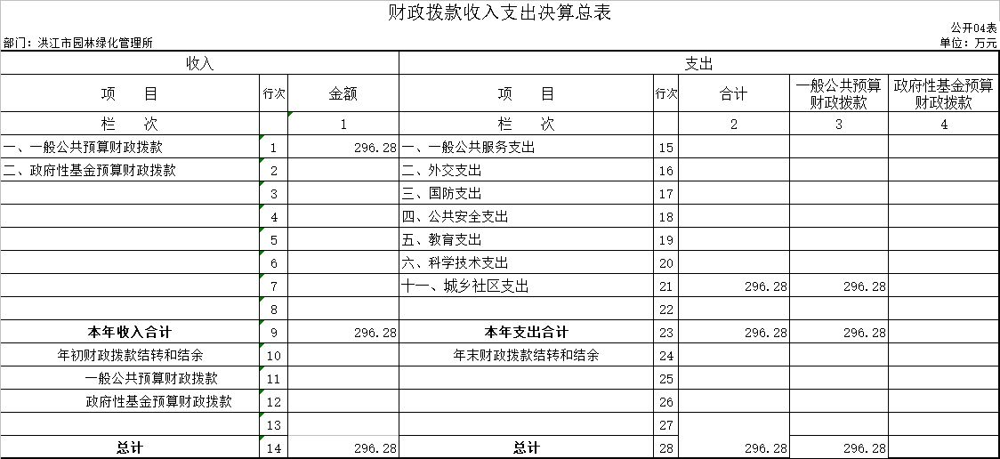 财政拨款收入支出决算总表
公开04表
部门：洪江市园林绿化管理所 单位：万元
收入 支出
项 目 行次 金额 项 目 行次 合计 一般公共预算财政拨款 政府性基金预算财政拨款
栏 次 1 栏 次 2 3 4
一、一般公共预算财政拨款 1 296.28 一、一般公共服务支出 15
二、政府性基金预算财政拨款 2 二、外交支出 16
3 三、国防支出 17
4 四、公共安全支出 18
5 五、教育支出 19
6 六、科学技术支出 20
7 十一、城乡社区支出 21 296.28 296.28
8 22
本年收入合计 9 296.28 本年支出合计 23 296.28 296.28
年初财政拨款结转和结余 10 年末财政拨款结转和结余 24
一般公共预算财政拨款 11 25
政府性基金预算财政拨款 12 26
13 27
总计 14 296.28 总计 28 296.28 296.28